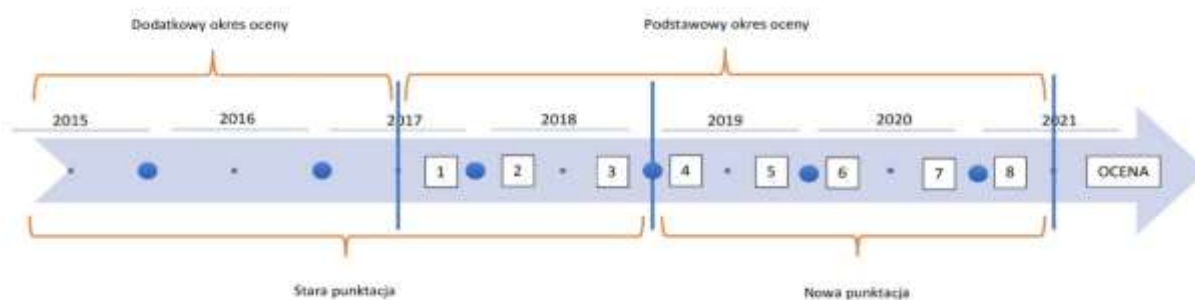 Dodatkowy okres oceny Podstawowy okres oceny
2015 2016 2017 2018 2019 2020 2021
1 2 3 4 5 6 7 8 OCENA
Stara punktacja Nowa punktacja